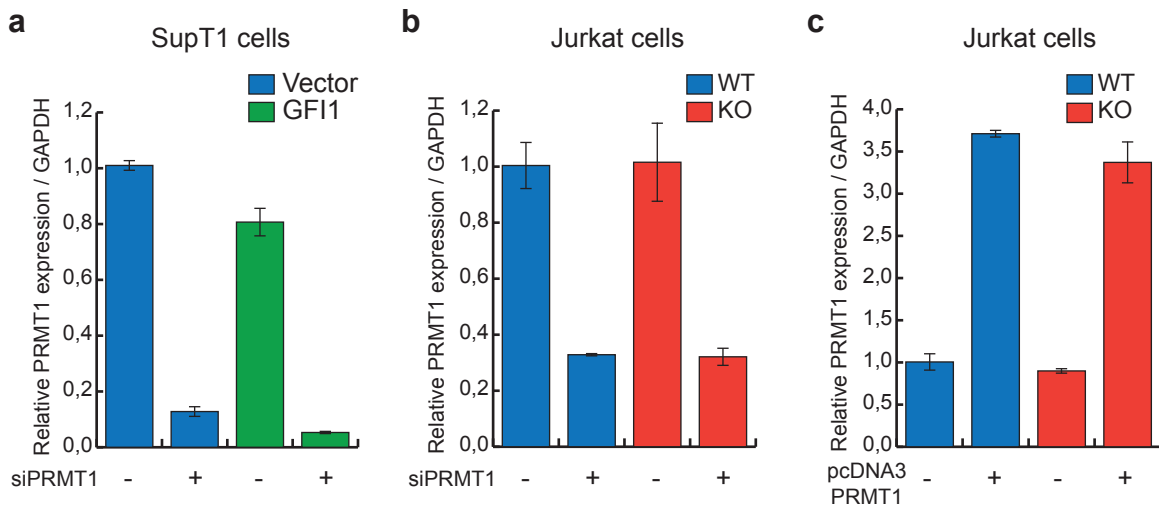 a
SupT1 cells
Vector
GFI1
Relative PRMT1 expression / GAPDH
1,2
1,0
0,8
0,6
0,4
0,2
0,0
siPRMT1 - + - +
b
Jurkat cells
WT
KO
Relative PRMT1 expression / GAPDH
1,2
1,0
0,8
0,6
0,4
0,2
0,0
siPRMT1 - + - +
c
Jurkat cells
WT
KO
Relative PRMT1 expression / GAPDH
4,0
3,5
3,0
2,5
2,0
1,5
1,0
0,5
0,0
pcDNA3 - + - +
PRMT1